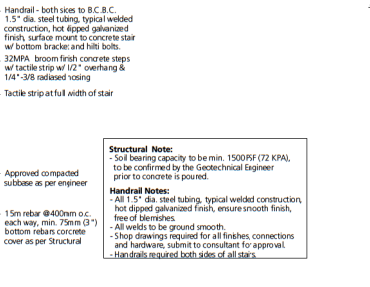 Handrail - both sices to B.C.B.C.
1.5" dia. steel tubing, typical welded
construction, hot dipped galvanized
finish, surface mount to concrete stair
w/ bottom bracket and hilti bolts.
32MPA broom finish concrete steps
w/ tactile strip w/ 1/2" overhang &
1/4"-3/8 radiased nosing
Tactile strip at full width of stair
Approved compacted
subbase as per engineer
15m rebar @400mm o.c.
each way, min. 75mm (3")
bottom rebars corcrete
cover as per Structural
Structural Note:
- Soil bearing capacity to be min. 1500PSF (72 KPA),
to be confirmed by the Geotechnical Engineer
prior to concrete is poured.
Handrail Notes:
- All 1.5" dia. steel tubing, typical welded construction,
hot dipped galvanized finish, ensure smooth finish,
free of blemishes.
- All welds to be ground smooth.
- Shop drawings required for all finishes, connections
and hardware, submit to consultant for approval.
- Handrails required both sides of all stairs.